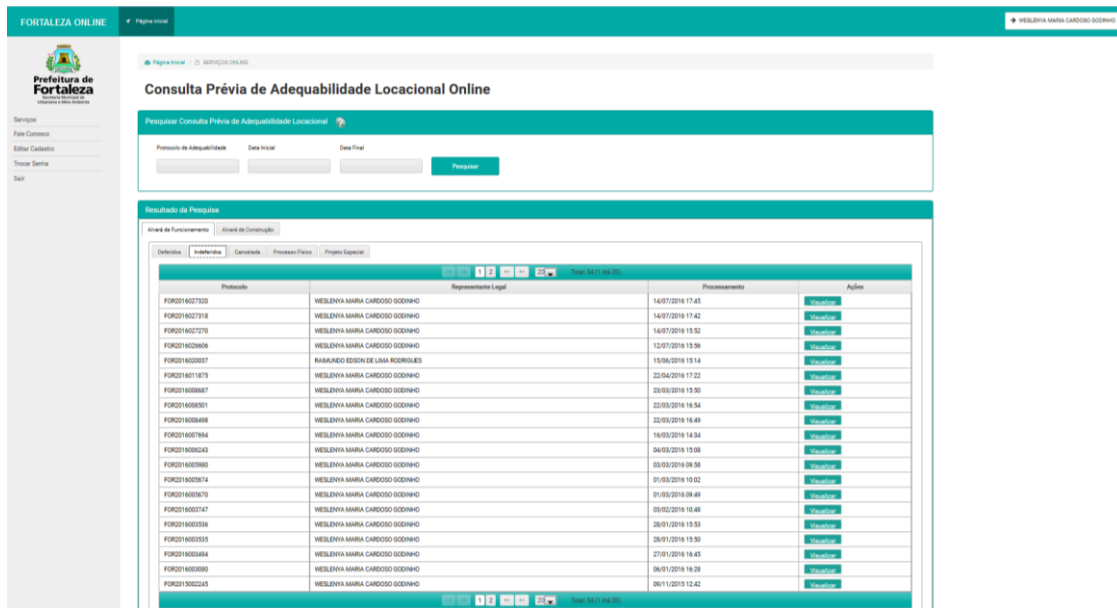 FORTALEZA ONLINE
Página inicial
WESLENYA MARIA CARDOSO GODINHO
Prefeitura de
Fortaleza
Secretaria Municipal de
Urbanismo e Meio Ambiente
Serviços
Fale Conosco
Editar Cadastro
Trocar Senha
Sair
Página Inicial / SERVIÇOS ONLINE
Consulta Prévia de Adequabilidade Locacional Online
Pesquisar Consulta Prévia de Adequabilidade Locacional
Protocolo de Adequabilidade Data Inicial Data Final
Pesquisar
Resultado da Pesquisa
Alvará de Funcionamento Alvará de Construção
Deferidos Indeferidos Cancelada Processo Físico Projeto Especial
1 2 20 Total: 34 (1 Até 20)
Protocolo Representante Legal Processamento Ações
FOR2016027320 WESLENYA MARIA CARDOSO GODINHO 14/07/2016 17:45 Visualizar
FOR2016027318 WESLENYA MARIA CARDOSO GODINHO 14/07/2016 17:42 Visualizar
FOR2016027270 WESLENYA MARIA CARDOSO GODINHO 14/07/2016 15:52 Visualizar
FOR2016026606 WESLENYA MARIA CARDOSO GODINHO 12/07/2016 15:56 Visualizar
FOR2016020037 RAIMUNDO EDSON DE LIMA RODRIGUES 15/06/2016 15:14 Visualizar
FOR2016011875 WESLENYA MARIA CARDOSO GODINHO 22/04/2016 17:22 Visualizar
FOR2016008687 WESLENYA MARIA CARDOSO GODINHO 23/03/2016 15:50 Visualizar
FOR2016008501 WESLENYA MARIA CARDOSO GODINHO 22/03/2016 16:54 Visualizar
FOR2016008498 WESLENYA MARIA CARDOSO GODINHO 22/03/2016 16:49 Visualizar
FOR2016007694 WESLENYA MARIA CARDOSO GODINHO 16/03/2016 14:34 Visualizar
FOR2016006243 WESLENYA MARIA CARDOSO GODINHO 04/03/2016 15:08 Visualizar
FOR2016005980 WESLENYA MARIA CARDOSO GODINHO 03/03/2016 09:58 Visualizar
FOR2016005674 WESLENYA MARIA CARDOSO GODINHO 01/03/2016 10:02 Visualizar
FOR2016005670 WESLENYA MARIA CARDOSO GODINHO 01/03/2016 09:49 Visualizar
FOR2016003747 WESLENYA MARIA CARDOSO GODINHO 03/02/2016 10:48 Visualizar
FOR2016003536 WESLENYA MARIA CARDOSO GODINHO 28/01/2016 15:53 Visualizar
FOR2016003535 WESLENYA MARIA CARDOSO GODINHO 28/01/2016 15:50 Visualizar
FOR2016003494 WESLENYA MARIA CARDOSO GODINHO 27/01/2016 16:45 Visualizar
FOR2016003080 WESLENYA MARIA CARDOSO GODINHO 06/01/2016 16:28 Visualizar
FOR2015002245 WESLENYA MARIA CARDOSO GODINHO 09/11/2015 12:42 Visualizar
1 2 20 Total: 34 (1 Até 20)